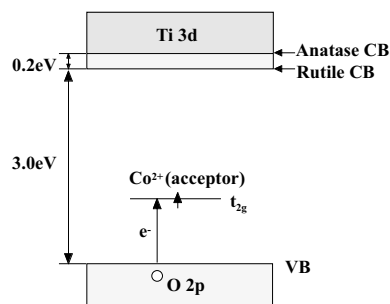 Ti 3d
Anatase CB
0.2eV
Rutile CB
3.0eV
Co²⁺(acceptor)
t₂g
e⁻
VB
O 2p